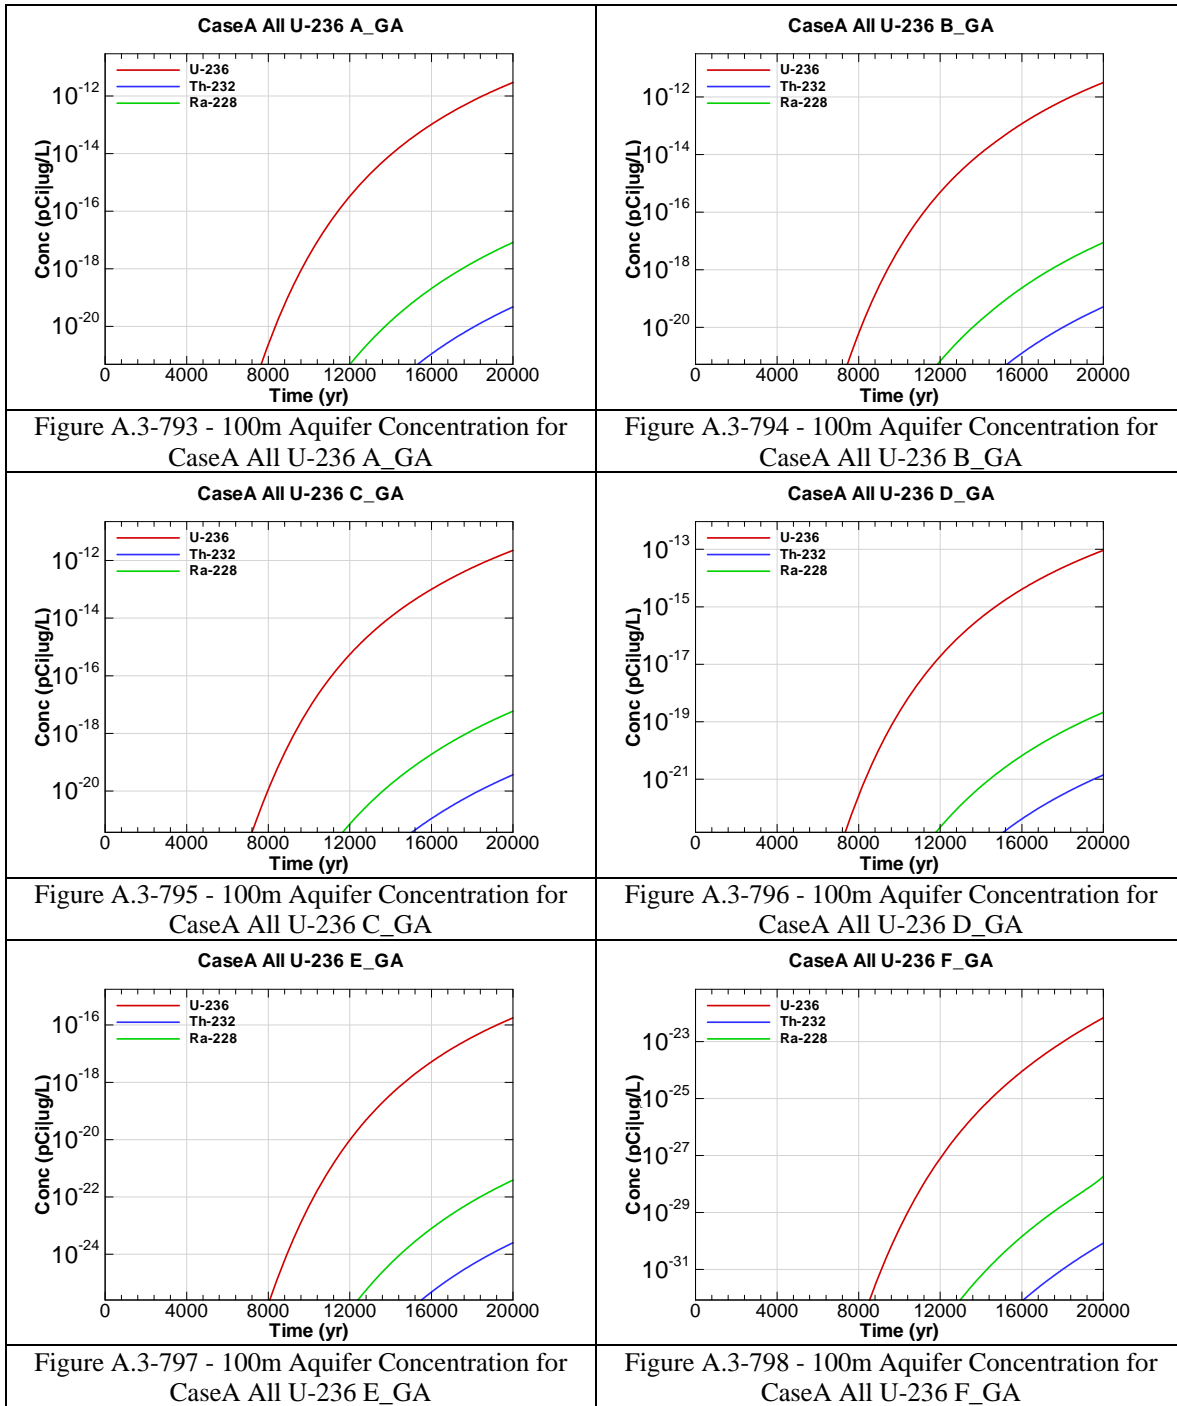 CaseA All U-236 A_GA
U-236
Th-232
Ra-228
10-12
10-14
10-16
10-18
10-20
Conc (pCi|ug/L)
0 4000 8000 12000 16000 20000
Time (yr)
Figure A.3-793 - 100m Aquifer Concentration for
CaseA All U-236 A_GA
CaseA All U-236 B_GA
U-236
Th-232
Ra-228
10-12
10-14
10-16
10-18
10-20
Conc (pCi|ug/L)
0 4000 8000 12000 16000 20000
Time (yr)
Figure A.3-794 - 100m Aquifer Concentration for
CaseA All U-236 B_GA
CaseA All U-236 C_GA
U-236
Th-232
Ra-228
10-12
10-14
10-16
10-18
10-20
Conc (pCi|ug/L)
0 4000 8000 12000 16000 20000
Time (yr)
Figure A.3-795 - 100m Aquifer Concentration for
CaseA All U-236 C_GA
CaseA All U-236 D_GA
U-236
Th-232
Ra-228
10-13
10-15
10-17
10-19
10-21
Conc (pCi|ug/L)
0 4000 8000 12000 16000 20000
Time (yr)
Figure A.3-796 - 100m Aquifer Concentration for
CaseA All U-236 D_GA
CaseA All U-236 E_GA
U-236
Th-232
Ra-228
10-16
10-18
10-20
10-22
10-24
Conc (pCi|ug/L)
0 4000 8000 12000 16000 20000
Time (yr)
Figure A.3-797 - 100m Aquifer Concentration for
CaseA All U-236 E_GA
CaseA All U-236 F_GA
U-236
Th-232
Ra-228
10-23
10-25
10-27
10-29
10-31
Conc (pCi|ug/L)
0 4000 8000 12000 16000 20000
Time (yr)
Figure A.3-798 - 100m Aquifer Concentration for
CaseA All U-236 F_GA